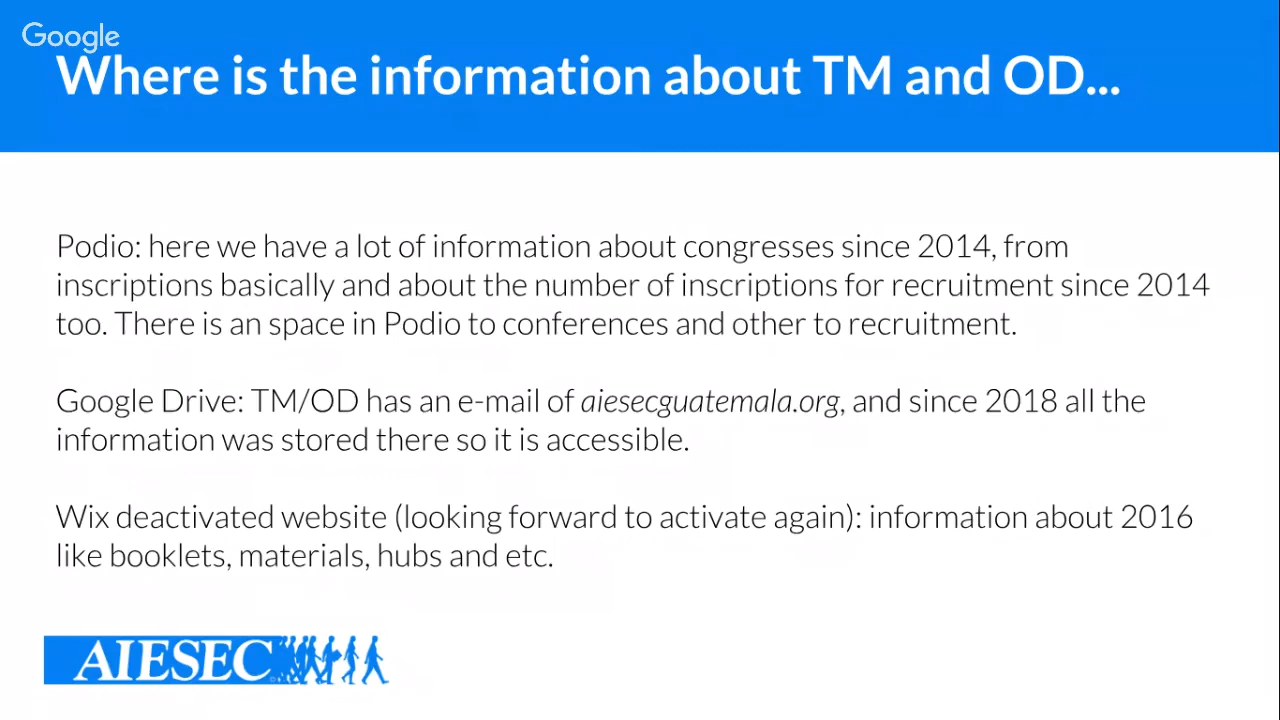 Google
Where is the information about TM and OD...
Podio: here we have a lot of information about congresses since 2014, from
inscriptions basically and about the number of inscriptions for recruitment since 2014
too. There is an space in Podio to conferences and other to recruitment.
Google Drive: TM/OD has an e-mail of aiesecguatemala.org, and since 2018 all the
information was stored there so it is accessible.
Wix deactivated website (looking forward to activate again): information about 2016
like booklets, materials, hubs and etc.
AIESEC